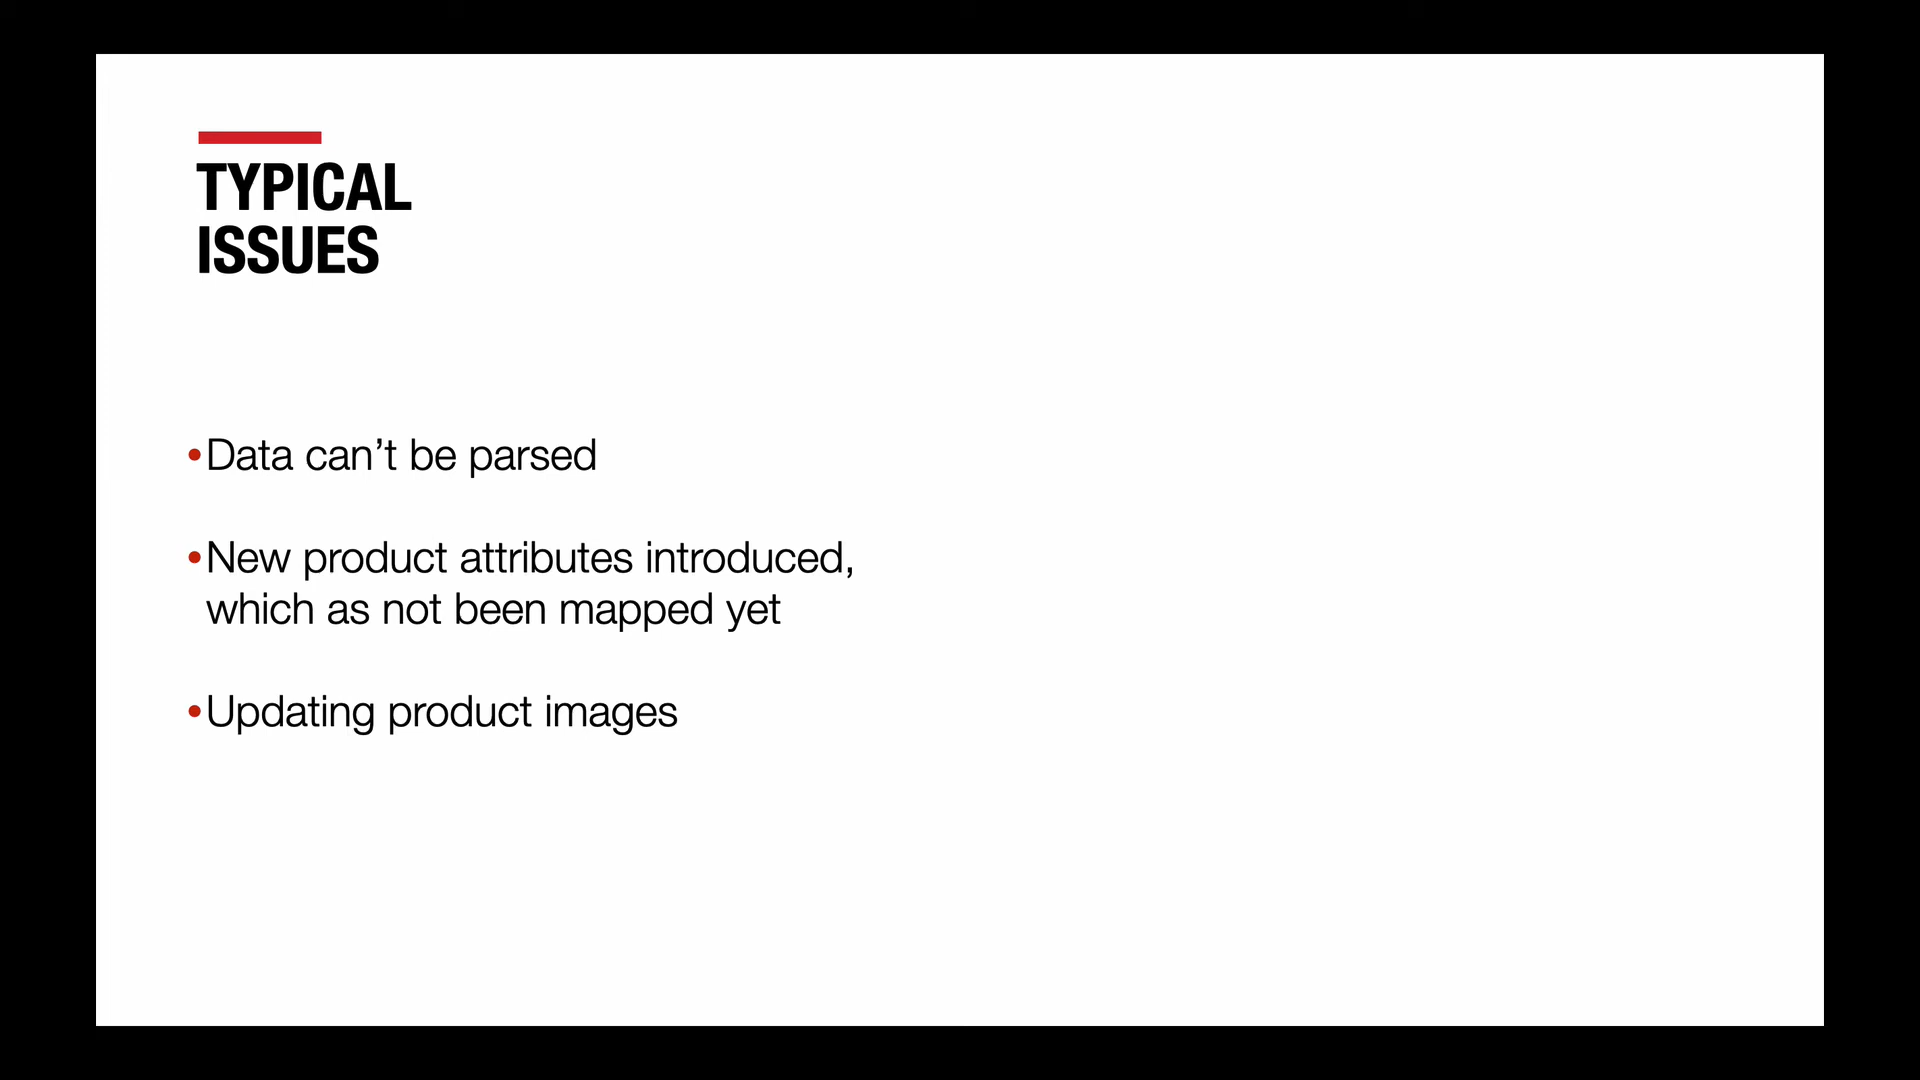 TYPICAL
ISSUES
•Data can’t be parsed
•New product attributes introduced,
which as not been mapped yet
•Updating product images